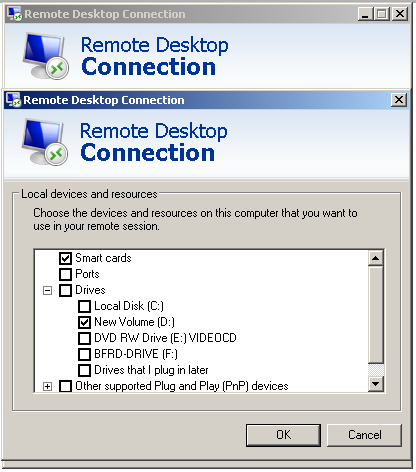 Remote Desktop Connection
Remote Desktop
Connection
Remote Desktop Connection
Remote Desktop
Connection
Local devices and resources
Choose the devices and resources on this computer that you want to
use in your remote session.
Smart cards
Ports
Drives
Local Disk (C:)
New Volume (D:)
DVD RW Drive (E:) VIDEOCD
BFRD-DRIVE (F:)
Drives that I plug in later
Other supported Plug and Play (PnP) devices
OK
Cancel